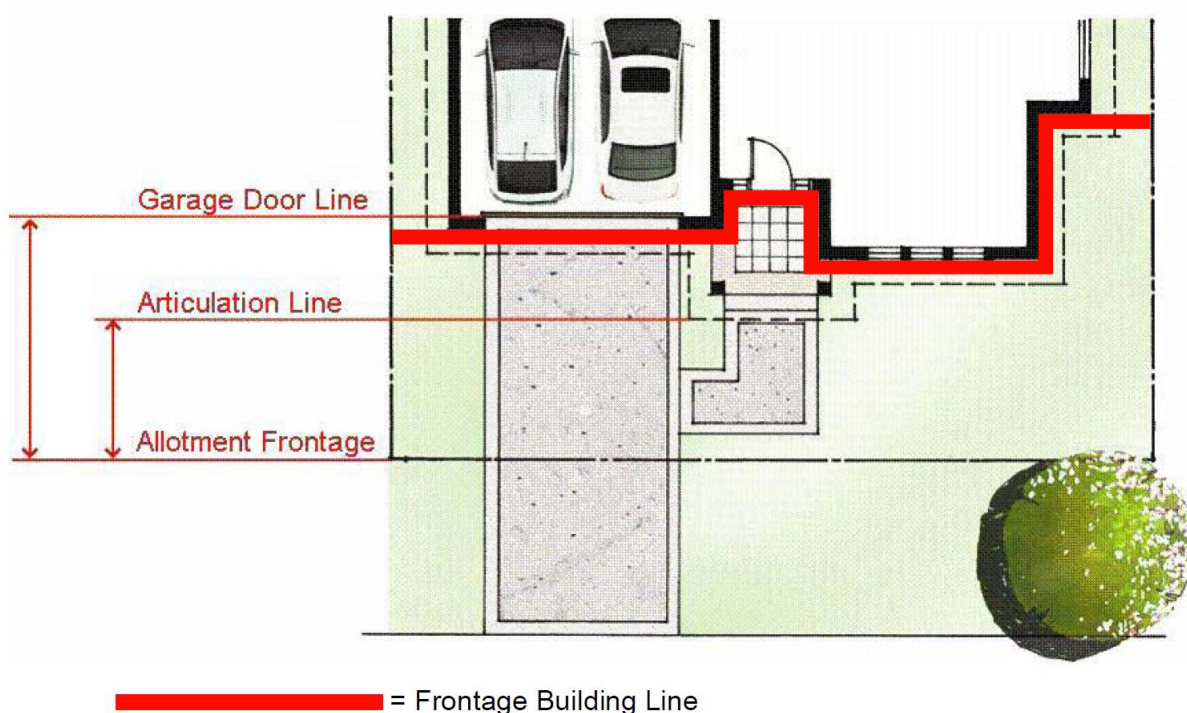 Garage Door Line
Articulation Line
Allotment Frontage
= Frontage Building Line